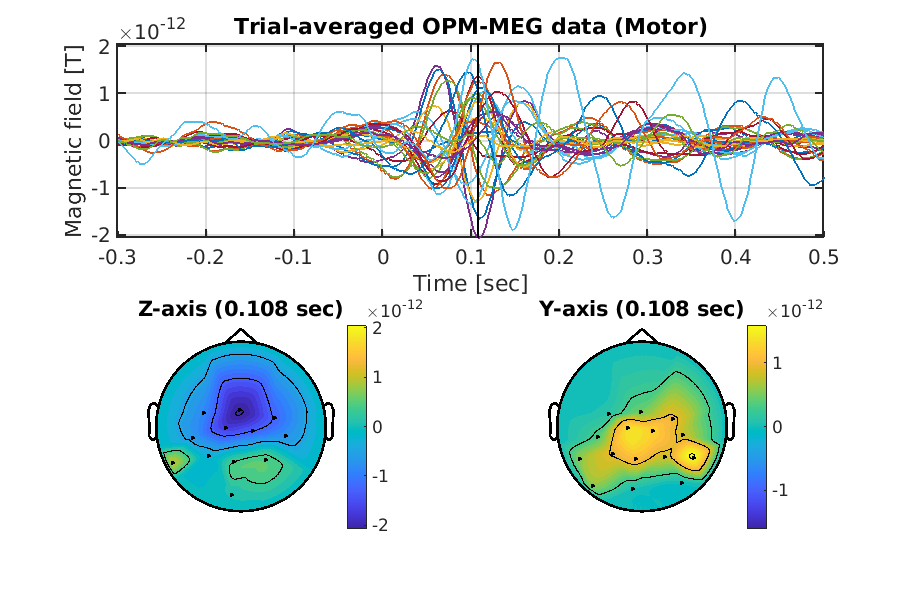 ×10⁻¹² Trial-averaged OPM-MEG data (Motor)
Magnetic field [T]
2
1
0
-1
-2
-0.3 -0.2 -0.1 0 0.1 0.2 0.3 0.4 0.5
Time [sec]
Z-axis (0.108 sec) ×10⁻¹²
2
1
0
-1
-2
Y-axis (0.108 sec) ×10⁻¹²
1
0
-1